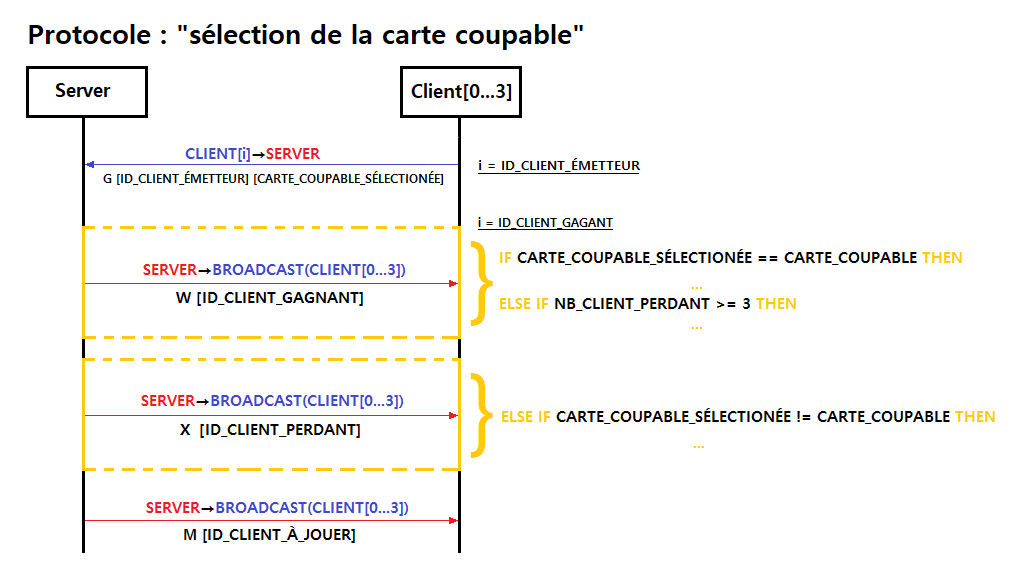 Protocole : "sélection de la carte coupable"
Server
Client[0...3]
CLIENT[i]→SERVER
G [ID_CLIENT_ÉMETTEUR] [CARTE_COUPABLE_SÉLECTIONÉE]
i = ID_CLIENT_ÉMETTEUR
i = ID_CLIENT_GAGANT
SERVER→BROADCAST(CLIENT[0...3])
W [ID_CLIENT_GAGNANT]
IF CARTE_COUPABLE_SÉLECTIONÉE == CARTE_COUPABLE THEN
...
ELSE IF NB_CLIENT_PERDANT >= 3 THEN
...
SERVER→BROADCAST(CLIENT[0...3])
X [ID_CLIENT_PERDANT]
ELSE IF CARTE_COUPABLE_SÉLECTIONÉE != CARTE_COUPABLE THEN
...
SERVER→BROADCAST(CLIENT[0...3])
M [ID_CLIENT_À_JOUER]